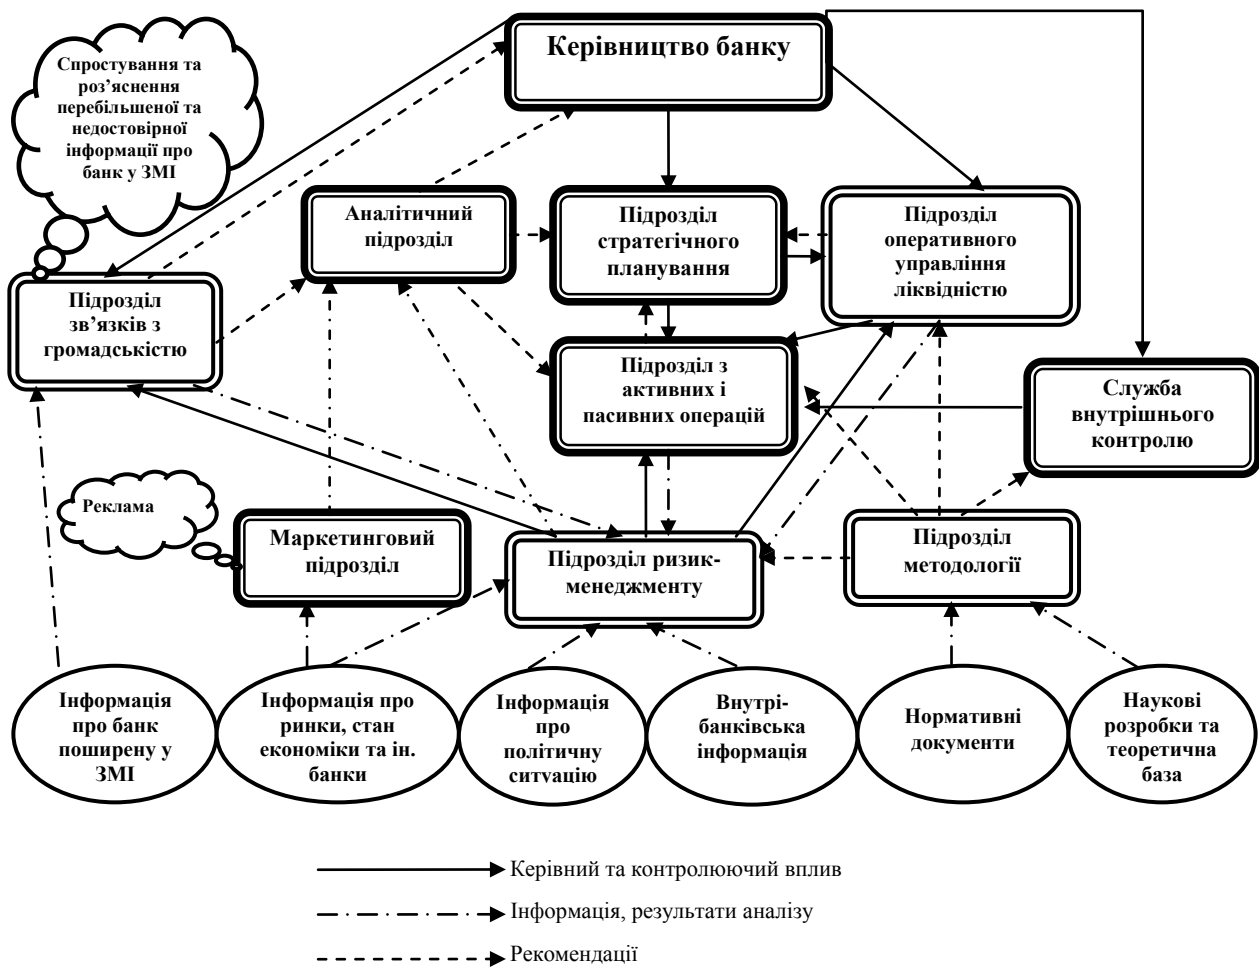 Керівництво банку
Спростування та
роз’яснення
перебільшеної та
недостовірної
інформації про
банк у ЗМІ
Аналітичний
підрозділ
Підрозділ
стратегічного
планування
Підрозділ
оперативного
управління
ліквідністю
Підрозділ
зв’язків з
громадськістю
Підрозділ з
активних і
пасивних операцій
Служба
внутрішнього
контролю
Реклама
Маркетинговий
підрозділ
Підрозділ ризик-
менеджменту
Підрозділ
методології
Інформація
про банк
поширену у
ЗМІ
Інформація про
ринки, стан
економіки та ін.
банки
Інформація
про
політичну
ситуацію
Внутрі-
банківська
інформація
Нормативні
документи
Наукові
розробки та
теоретична
база
Керівний та контролюючий вплив
Інформація, результати аналізу
Рекомендації